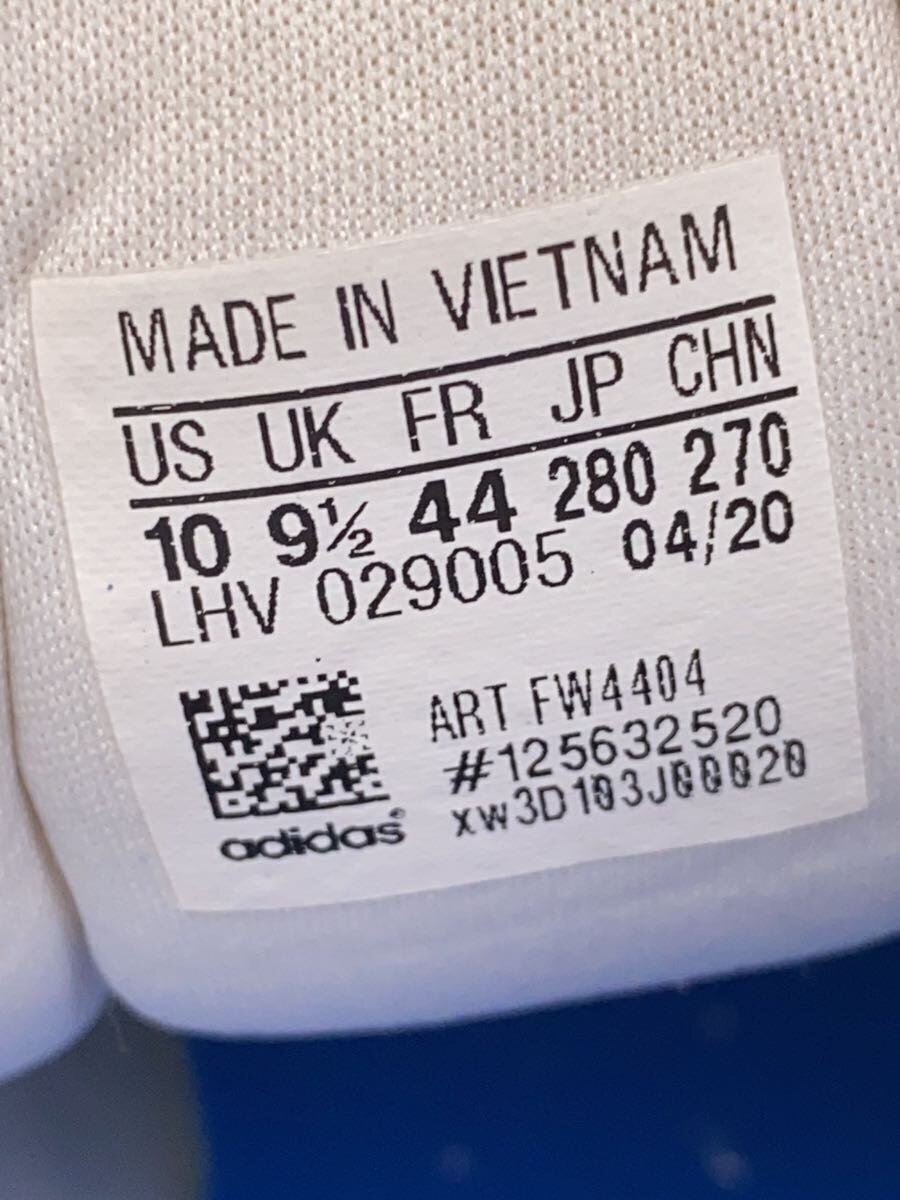 MADE IN VIETNAM
US UK FR JP CHN
10 9½ 44 280 270
LHV 029005 04/20
ART FW4404
#125632520
xw3D103J00020
adidas®